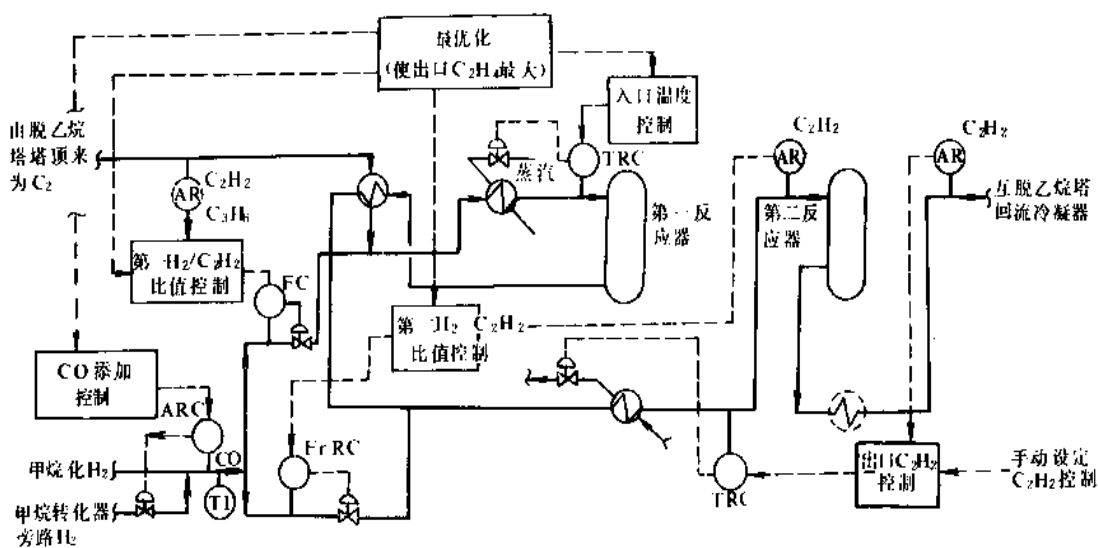 最优化
(使出口C₂H₄最大)
入口温度
控制
由脱乙烷
塔塔顶来
为C₂
AR
C₂H₂
C₃H₆
蒸汽
TRC
第一反
应器
C₂H₂
AR
第二反
应器
C₂H₂
AR
至脱乙烷塔
回流冷凝器
第一H₂/C₂H₂
比值控制
FC
第二H₂ C₂H₂
比值控制
CO添加
控制
ARC
CO
甲烷化H₂
TI
甲烷转化器
旁路H₂
FrRC
TRC
出口C₂H₂
控制
手动设定
C₂H₂控制